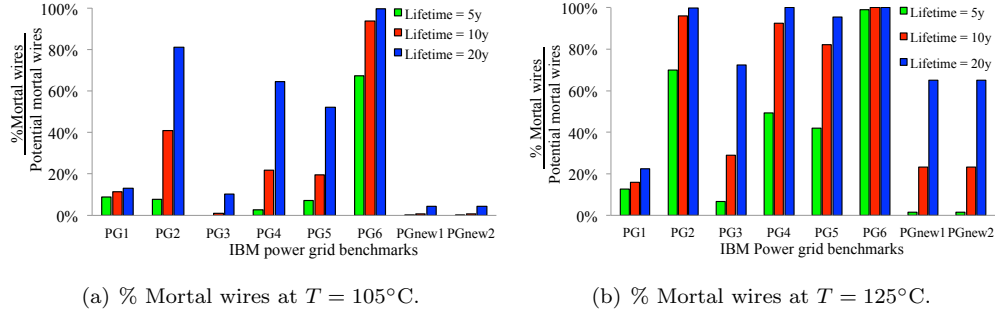 100%
80%
60%
40%
20%
0%
%Mortal wires
Potential mortal wires
Lifetime = 5y
Lifetime = 10y
Lifetime = 20y
PG1 PG2 PG3 PG4 PG5 PG6 PGnew1 PGnew2
IBM power grid benchmarks
(a) % Mortal wires at T = 105°C.
100%
80%
60%
40%
20%
0%
% Mortal wires
Potential mortal wires
Lifetime = 5y
Lifetime = 10y
Lifetime = 20y
PG1 PG2 PG3 PG4 PG5 PG6 PGnew1 PGnew2
IBM Power grid benchmarks
(b) % Mortal wires at T = 125°C.